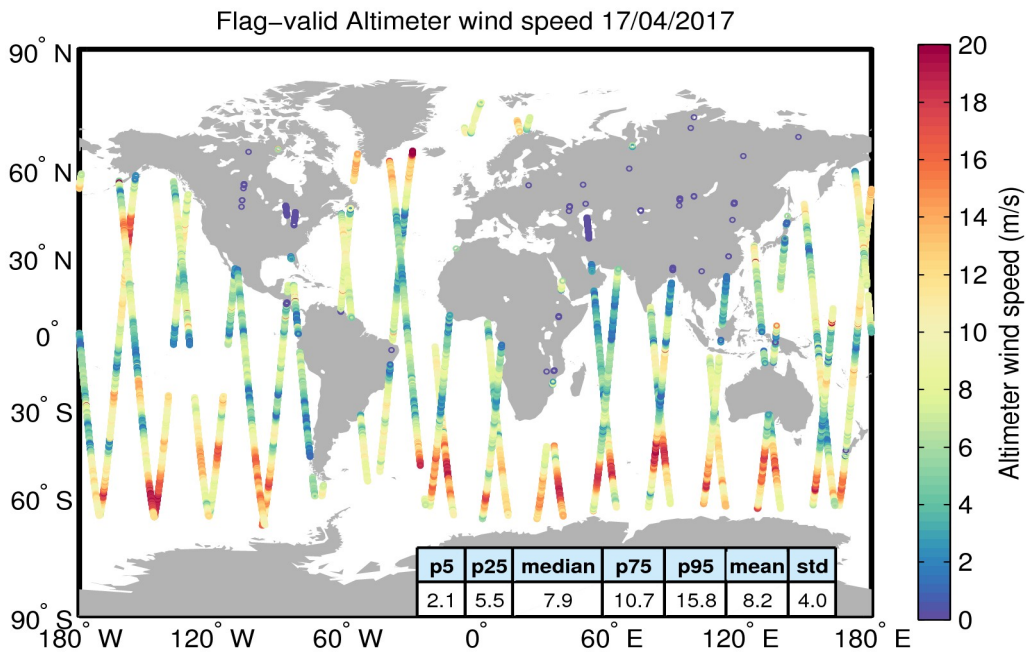 Flag−valid Altimeter wind speed 17/04/2017
90° N
60° N
30° N
0°
30° S
60° S
90° S
180° W
120° W
60° W
0°
60° E
120° E
180° E
p5 p25 median p75 p95 mean std
2.1 5.5 7.9 10.7 15.8 8.2 4.0
20
18
16
14
12
10
8
6
4
2
0
Altimeter wind speed (m/s)